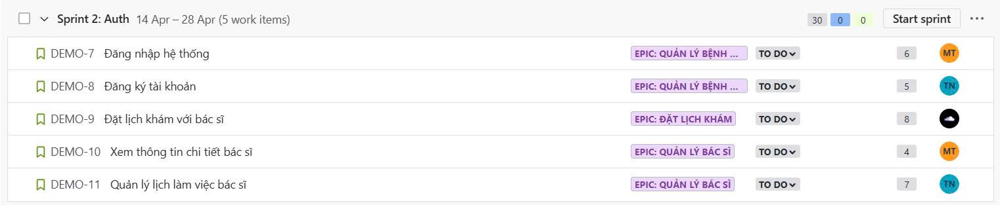 Sprint 2: Auth 14 Apr – 28 Apr (5 work items) 30 0 0 Start sprint
DEMO-7 Đăng nhập hệ thống EPIC: QUẢN LÝ BỆNH ... TO DO 6 MT
DEMO-8 Đăng ký tài khoản EPIC: QUẢN LÝ BỆNH ... TO DO 5 TN
DEMO-9 Đặt lịch khám với bác sĩ EPIC: ĐẶT LỊCH KHÁM TO DO 8
DEMO-10 Xem thông tin chi tiết bác sĩ EPIC: QUẢN LÝ BÁC SĨ TO DO 4 MT
DEMO-11 Quản lý lịch làm việc bác sĩ EPIC: QUẢN LÝ BÁC SĨ TO DO 7 TN